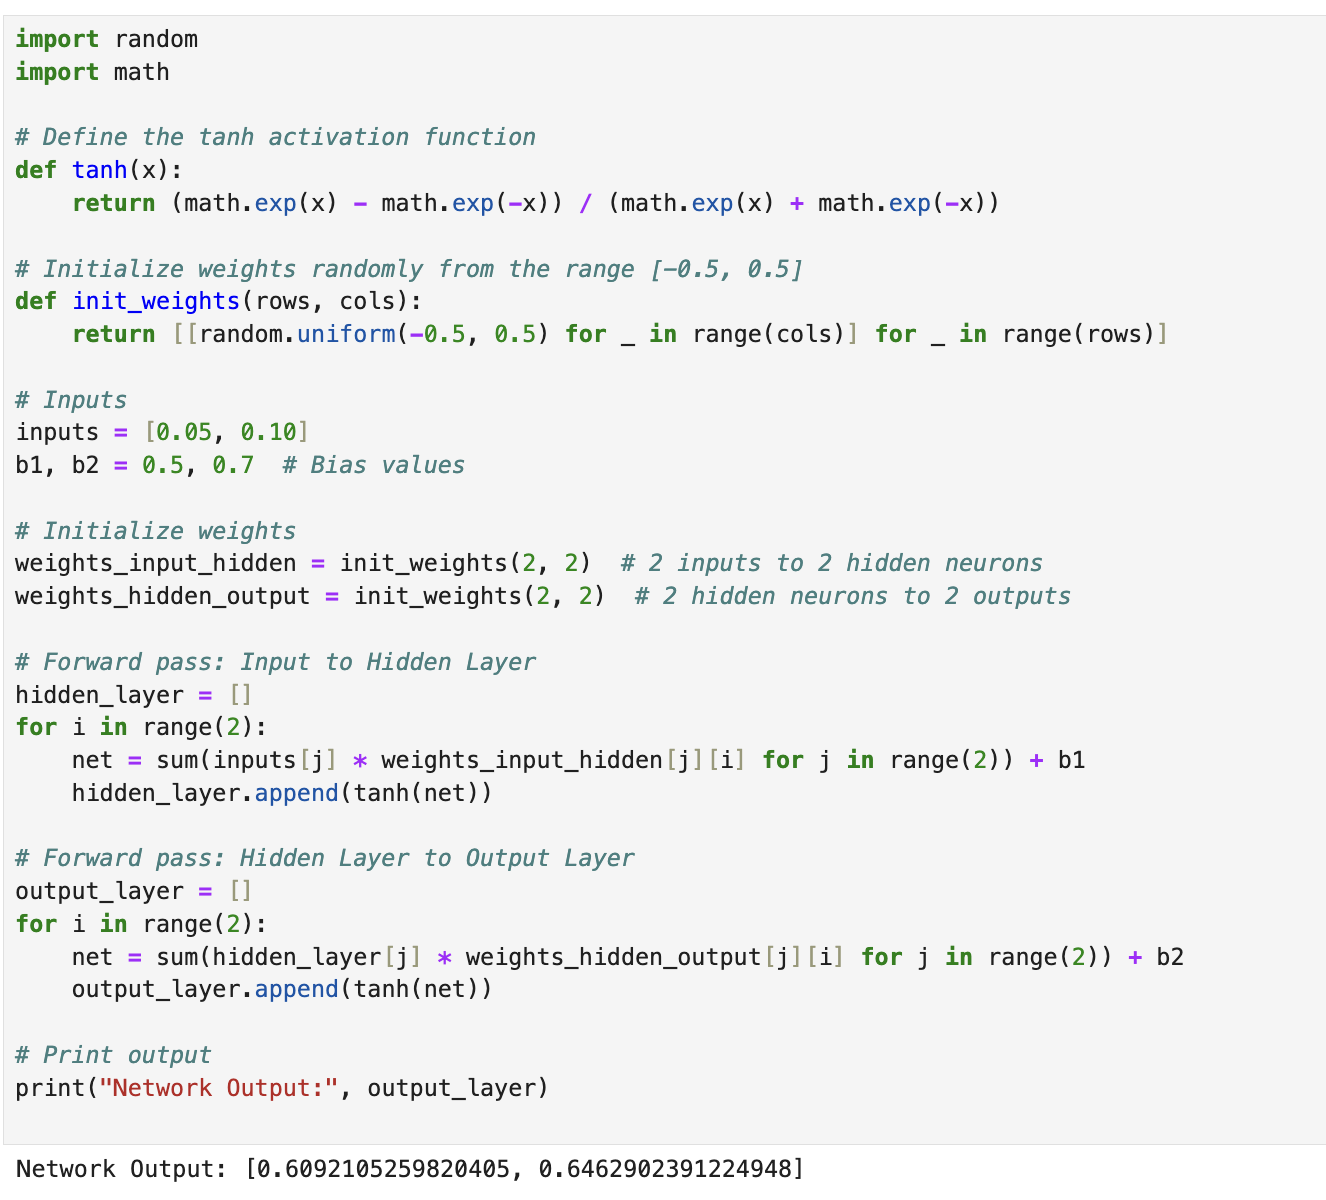 import random
import math
# Define the tanh activation function
def tanh(x):
    return (math.exp(x) - math.exp(-x)) / (math.exp(x) + math.exp(-x))
# Initialize weights randomly from the range [-0.5, 0.5]
def init_weights(rows, cols):
    return [[random.uniform(-0.5, 0.5) for _ in range(cols)] for _ in range(rows)]
# Inputs
inputs = [0.05, 0.10]
b1, b2 = 0.5, 0.7  # Bias values
# Initialize weights
weights_input_hidden = init_weights(2, 2)  # 2 inputs to 2 hidden neurons
weights_hidden_output = init_weights(2, 2)  # 2 hidden neurons to 2 outputs
# Forward pass: Input to Hidden Layer
hidden_layer = []
for i in range(2):
    net = sum(inputs[j] * weights_input_hidden[j][i] for j in range(2)) + b1
    hidden_layer.append(tanh(net))
# Forward pass: Hidden Layer to Output Layer
output_layer = []
for i in range(2):
    net = sum(hidden_layer[j] * weights_hidden_output[j][i] for j in range(2)) + b2
    output_layer.append(tanh(net))
# Print output
print("Network Output:", output_layer)
Network Output: [0.6092105259820405, 0.6462902391224948]